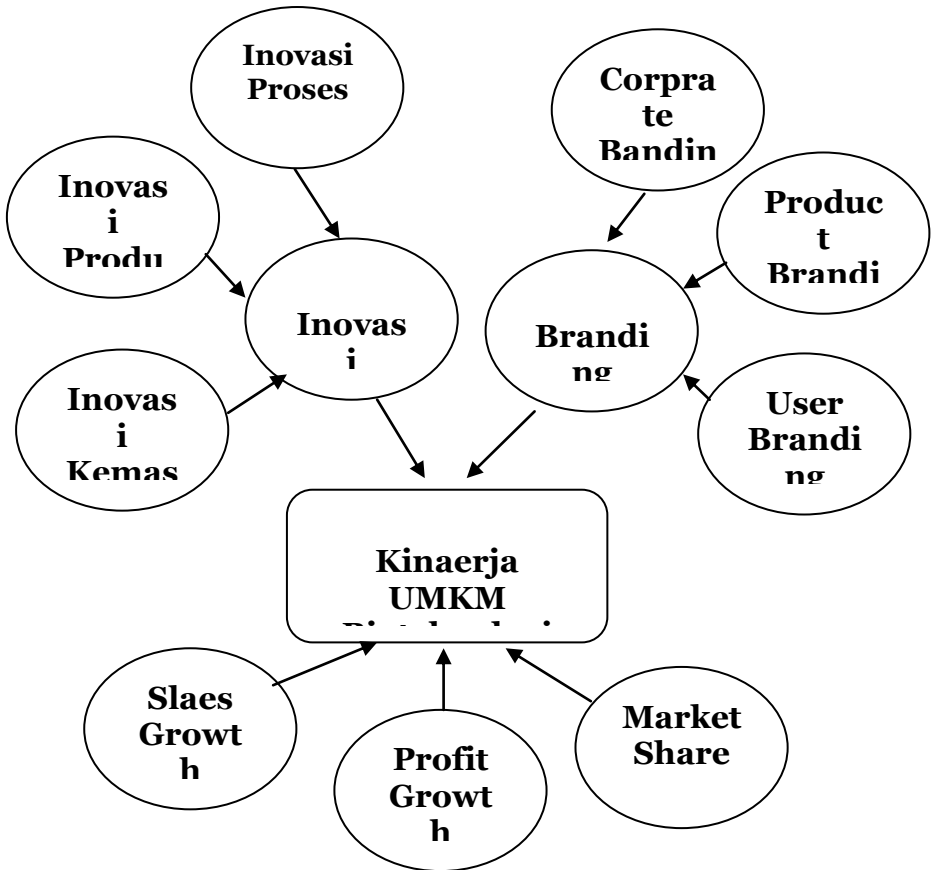 Inovasi
Proses
Corpra
te
Bandin
Inovas
i
Produ
Produc
t
Brandi
Inovas
i
Brandi
ng
Inovas
i
Kemas
User
Brandi
ng
Kinaerja
UMKM
Slaes
Growt
h
Profit
Growt
h
Market
Share